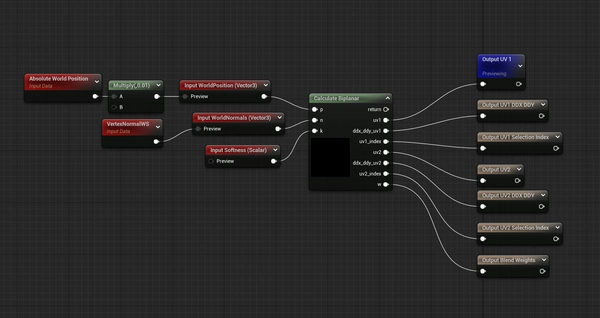 Absolute World Position
Input Data
Multiply(,0.01)
A
B
VertexNormalWS
Input Data
Input WorldPosition (Vector3)
Preview
Input WorldNormals (Vector3)
Preview
Input Softness (Scalar)
Preview
Calculate Biplanar
p
n
k
return
uv1
ddx_ddy_uv1
uv1_index
uv2
ddx_ddy_uv2
uv2_index
w
Output UV 1
Previewing
Output UV1 DDX DDY
Output UV1 Selection Index
Output UV2
Output UV2 DDX DDY
Output UV2 Selection Index
Output Blend Weights